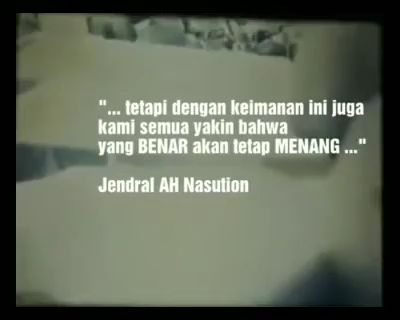 "... tetapi dengan keimanan ini juga
kami semua yakin bahwa
yang BENAR akan tetap MENANG ..."
Jendral AH Nasution